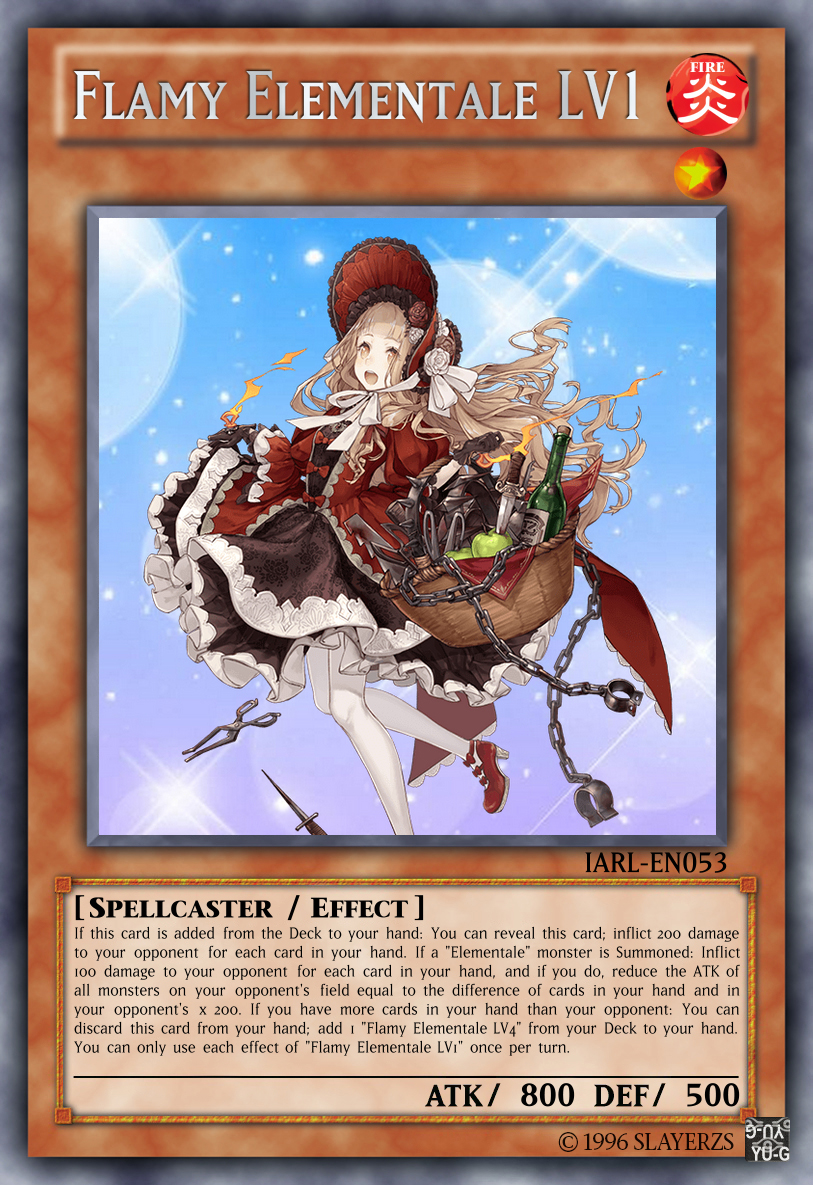 Flamy Elementale LV1
FIRE
炎
IARL-EN053
[ Spellcaster / Effect ]
If this card is added from the Deck to your hand: You can reveal this card; inflict 200 damage
to your opponent for each card in your hand. If a "Elementale" monster is Summoned: Inflict
100 damage to your opponent for each card in your hand, and if you do, reduce the ATK of
all monsters on your opponent's field equal to the difference of cards in your hand and in
your opponent's x 200. If you have more cards in your hand than your opponent: You can
discard this card from your hand; add 1 "Flamy Elementale LV4" from your Deck to your hand.
You can only use each effect of "Flamy Elementale LV1" once per turn.
ATK/ 800 DEF/ 500
© 1996 SLAYERZS
YU-G